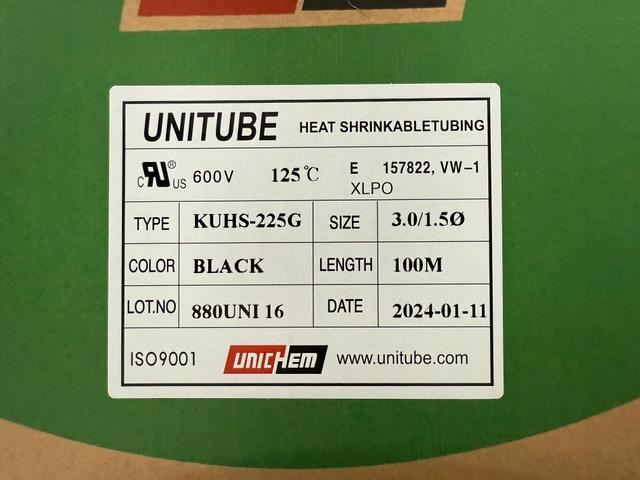 UNITUBE HEAT SHRINKABLETUBING
c RU ® US 600V 125℃ E 157822, VW-1
XLPO
TYPE KUHS-225G SIZE 3.0/1.5Ø
COLOR BLACK LENGTH 100M
LOT.NO 880UNI 16 DATE 2024-01-11
ISO9001 UNICHEM www.unitube.com